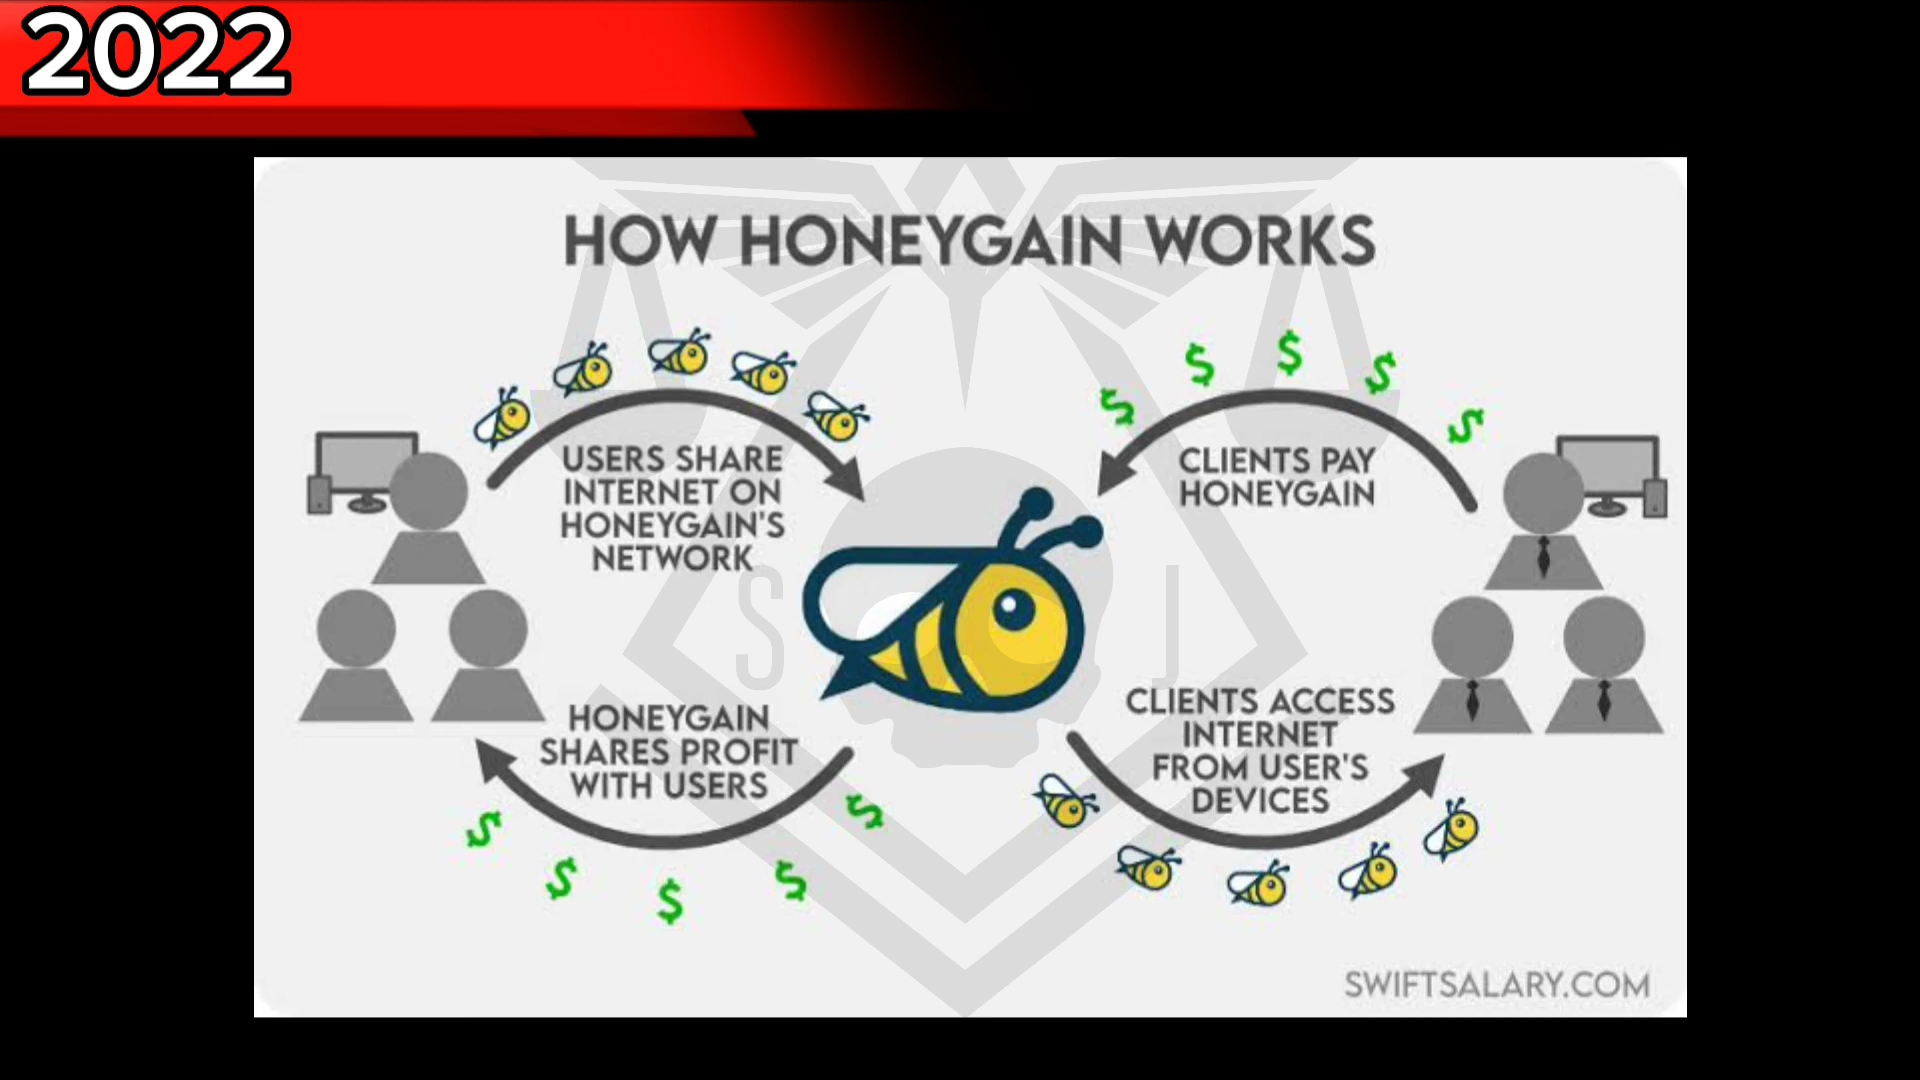 2022
HOW HONEYGAIN WORKS
USERS SHARE
INTERNET ON
HONEYGAIN'S
NETWORK
CLIENTS PAY
HONEYGAIN
S J
HONEYGAIN
SHARES PROFIT
WITH USERS
CLIENTS ACCESS
INTERNET
FROM USER'S
DEVICES
SWIFTSALARY.COM